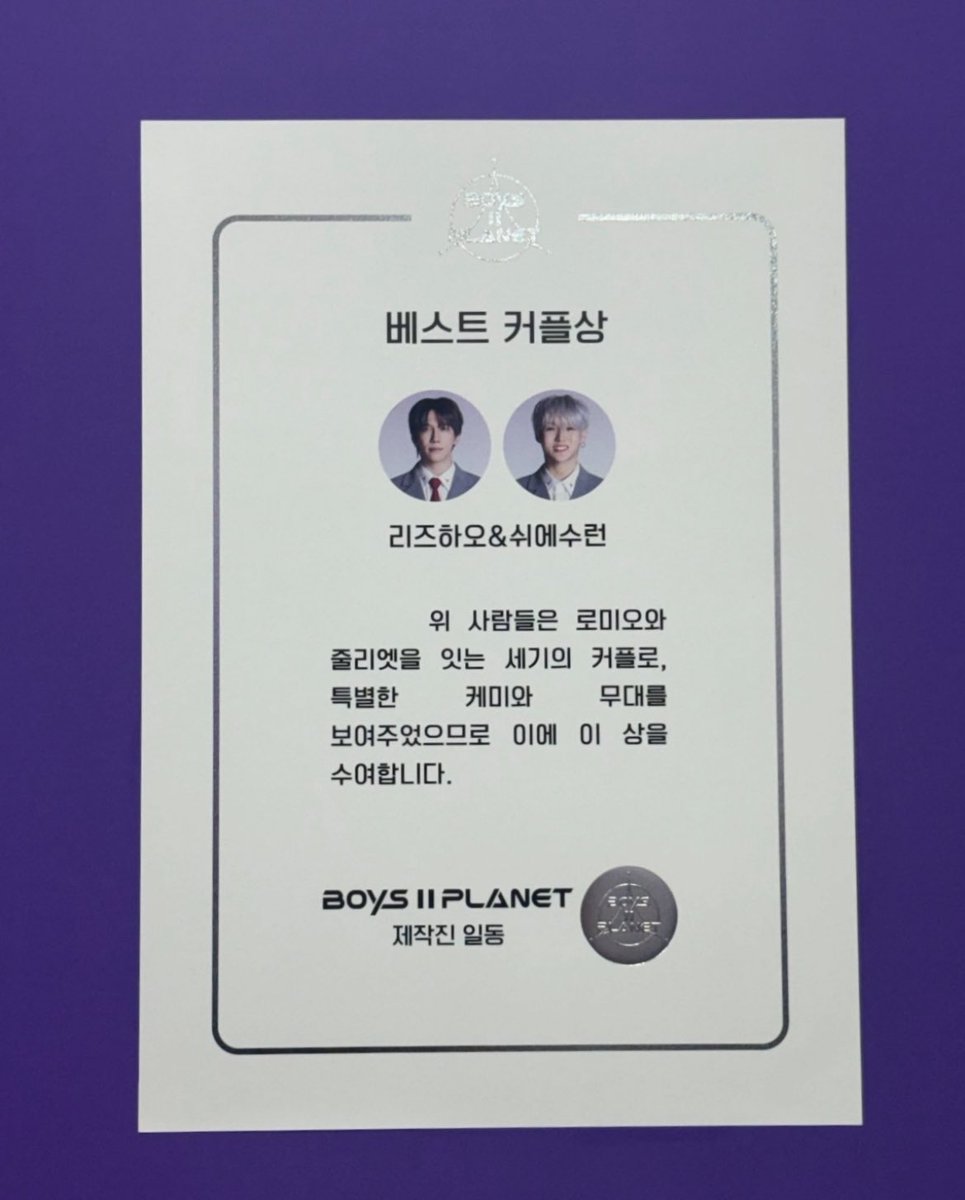 BOYS
II
PLANET
베스트 커플상
리즈하오&쉬에수런
위 사람들은 로미오와
줄리엣을 잇는 세기의 커플로,
특별한 케미와 무대를
보여주었으므로 이에 이 상을
수여합니다.
BOYS II PLANET
제작진 일동
BOYS
II
PLANET